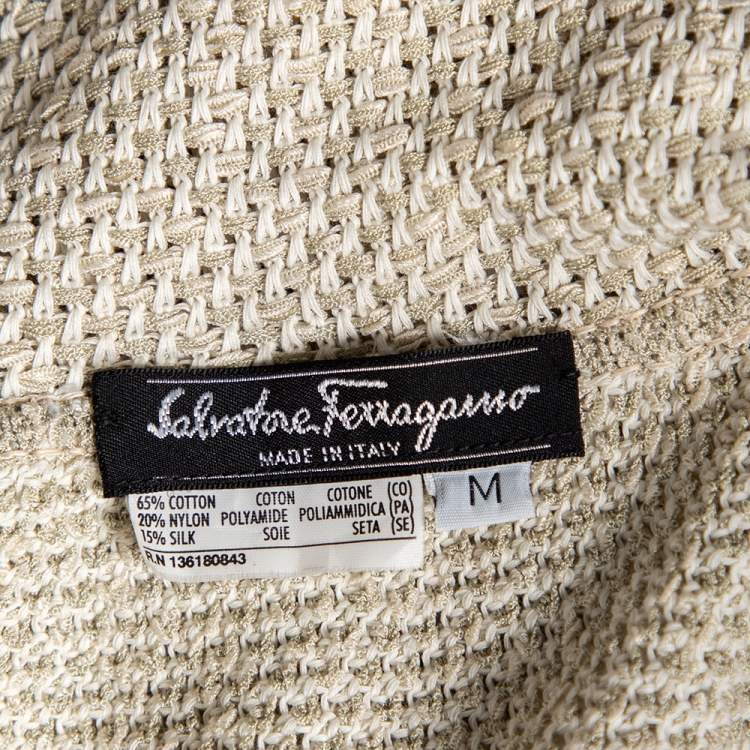 Salvatore Ferragamo
MADE IN ITALY
65% COTTON COTON COTONE (CO)
20% NYLON POLYAMIDE POLIAMMIDICA (PA)
15% SILK SOIE SETA (SE)
R.N 136180843
M